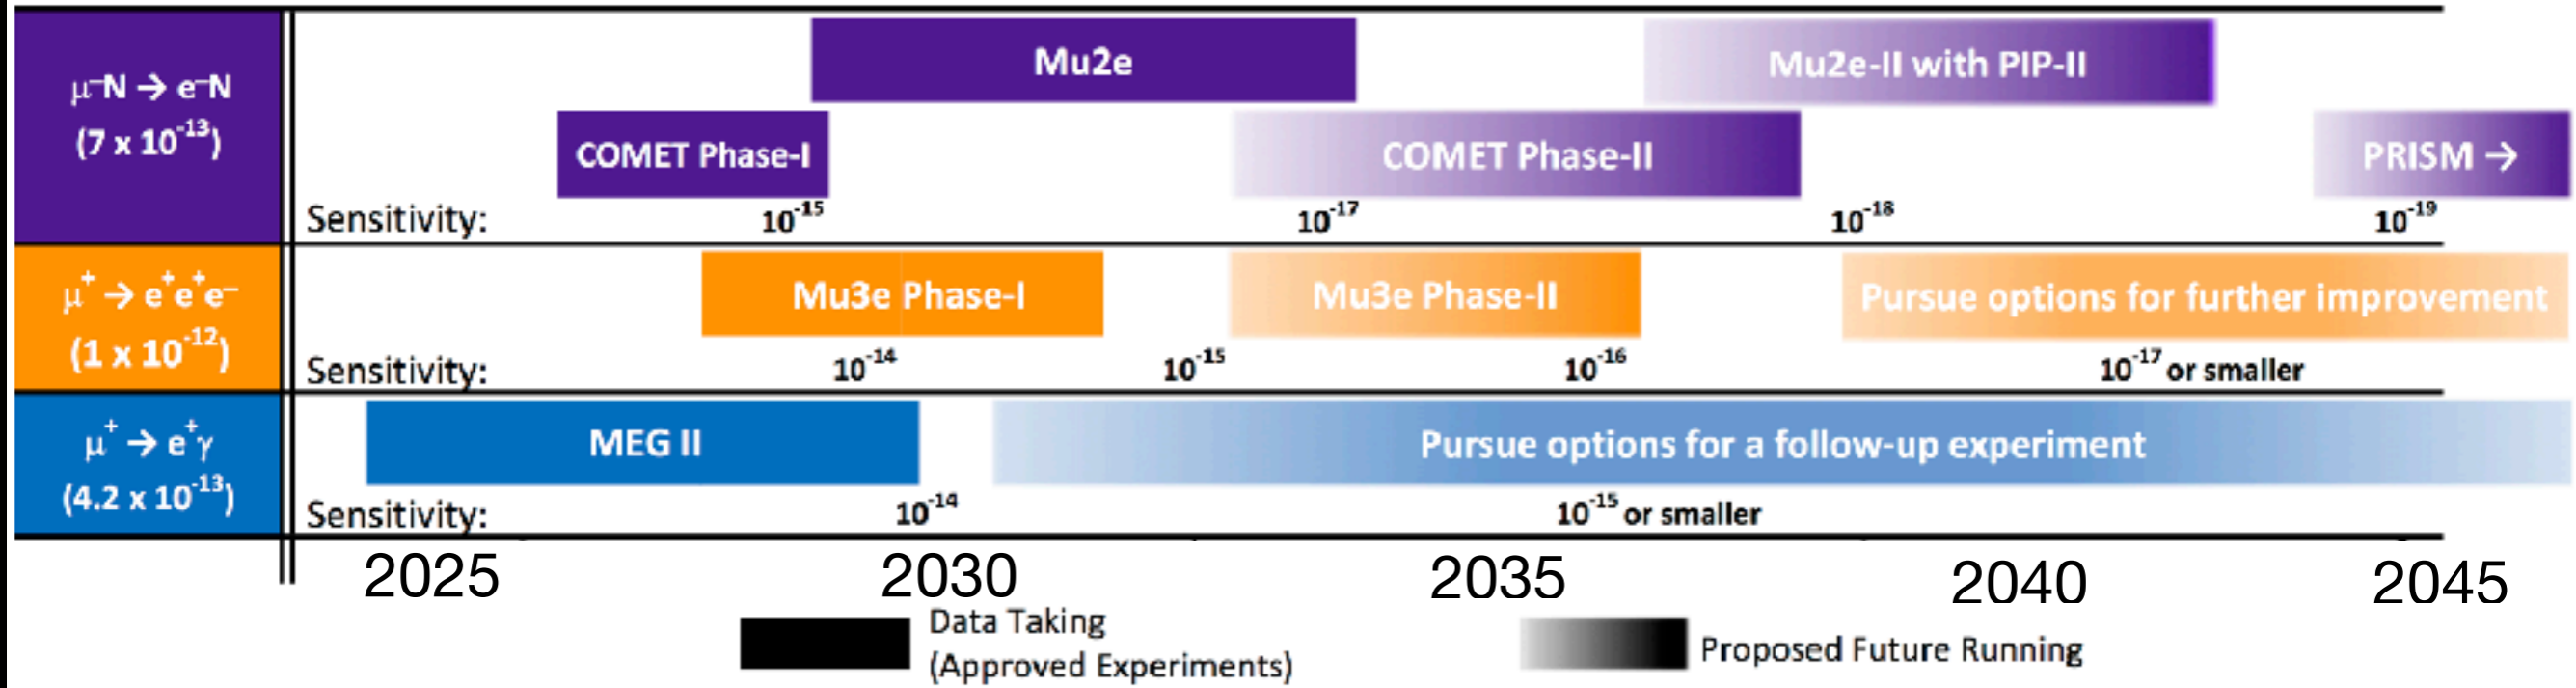 μ⁻N → e⁻N
(7 x 10⁻¹³)
Mu2e
Mu2e-II with PIP-II
COMET Phase-I
COMET Phase-II
PRISM →
Sensitivity: 10⁻¹⁵ 10⁻¹⁷ 10⁻¹⁸ 10⁻¹⁹
μ⁺ → e⁺e⁺e⁻
(1 x 10⁻¹²)
Mu3e Phase-I
Mu3e Phase-II
Pursue options for further improvement
Sensitivity: 10⁻¹⁴ 10⁻¹⁵ 10⁻¹⁶ 10⁻¹⁷ or smaller
μ⁺ → e⁺γ
(4.2 x 10⁻¹³)
MEG II
Pursue options for a follow-up experiment
Sensitivity: 10⁻¹⁴ 10⁻¹⁵ or smaller
2025 2030 2035 2040 2045
Data Taking
(Approved Experiments)
Proposed Future Running